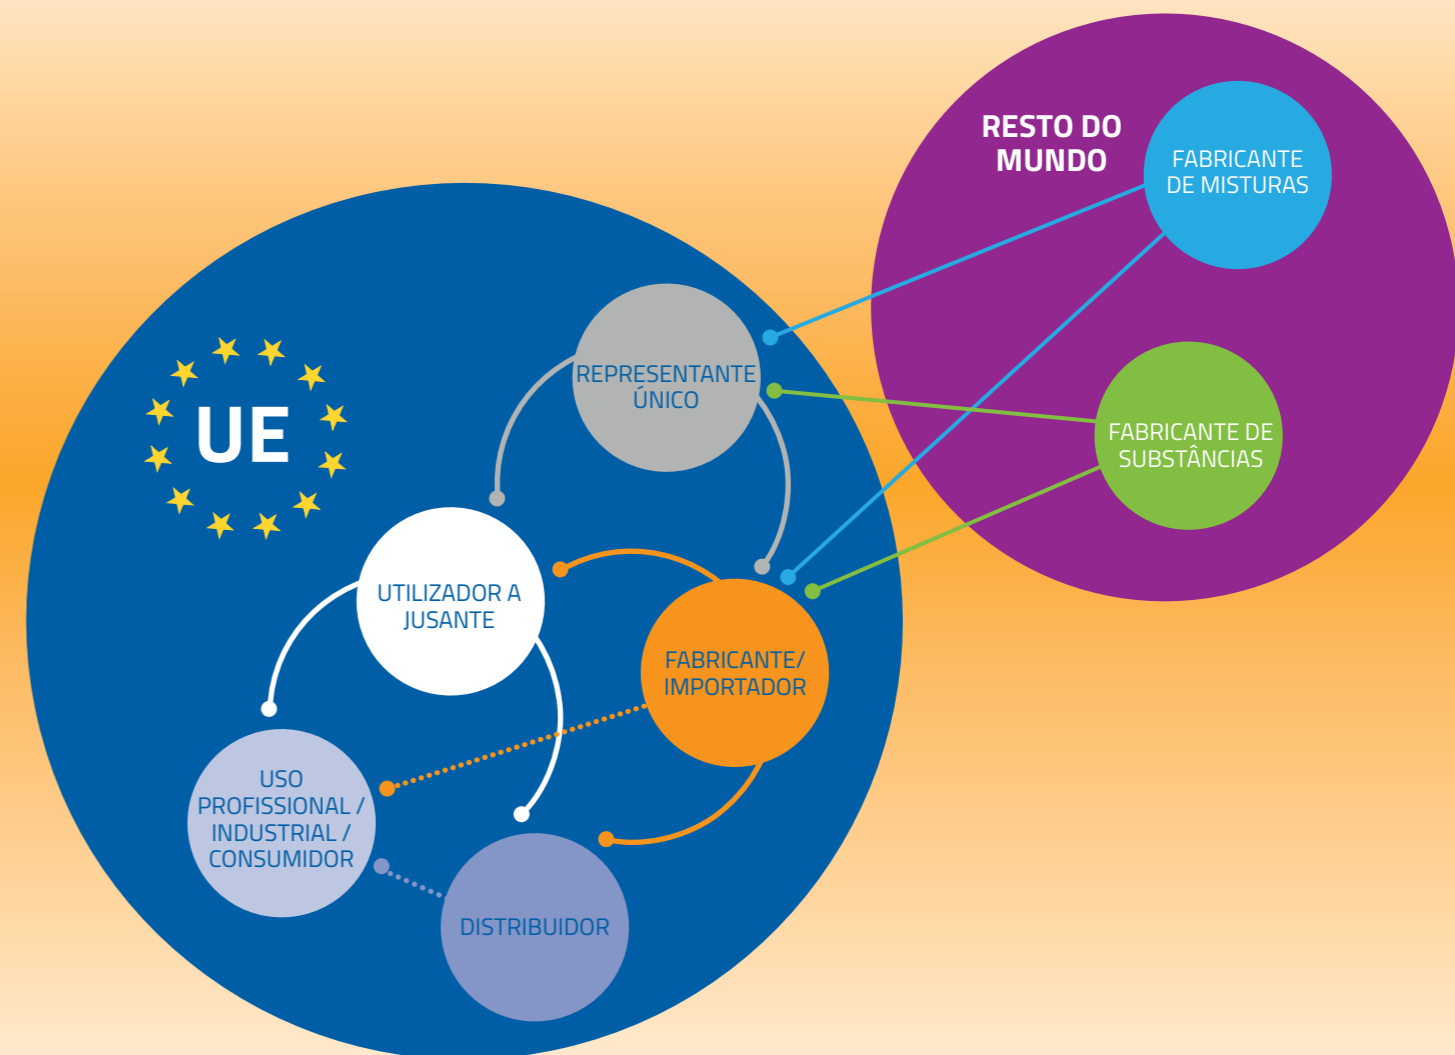 RESTO DO
MUNDO
FABRICANTE
DE MISTURAS
REPRESENTANTE
ÚNICO
UE
FABRICANTE DE
SUBSTÂNCIAS
UTILIZADOR A
JUSANTE
FABRICANTE/
IMPORTADOR
USO
PROFISSIONAL /
INDUSTRIAL /
CONSUMIDOR
DISTRIBUIDOR